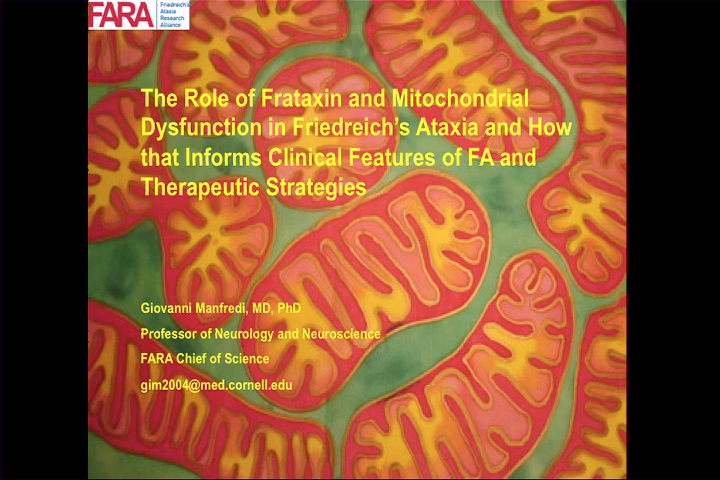 FARA
Friedreich's
Ataxia
Research
Alliance
The Role of Frataxin and Mitochondrial
Dysfunction in Friedreich's Ataxia and How
that Informs Clinical Features of FA and
Therapeutic Strategies
Giovanni Manfredi, MD, PhD
Professor of Neurology and Neuroscience
FARA Chief of Science
gim2004@med.cornell.edu